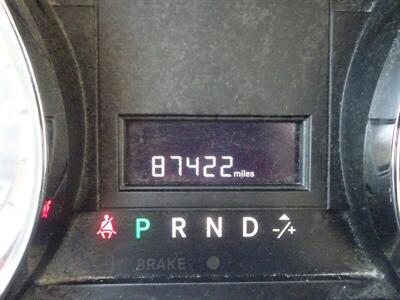 87422 miles
P R N D -/+
BRAKE